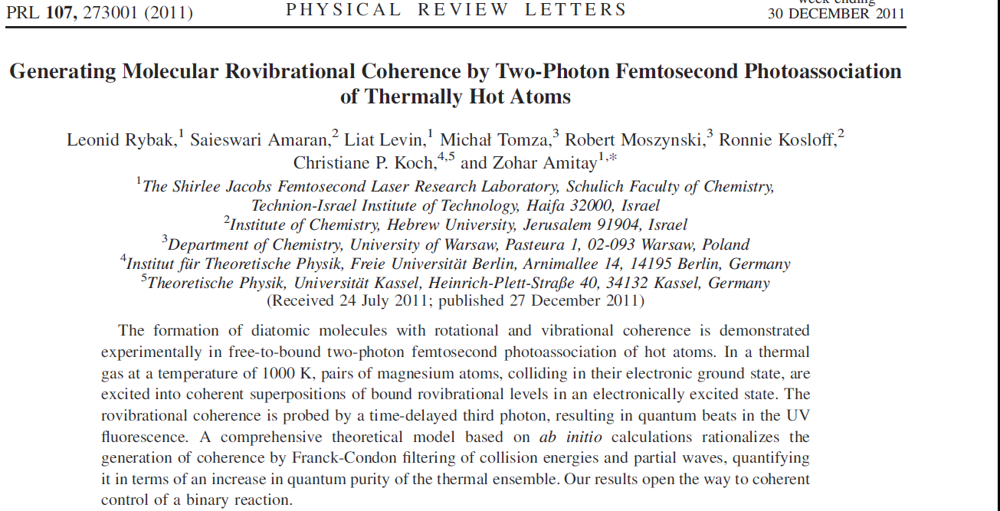 week ending
PRL 107, 273001 (2011) PHYSICAL REVIEW LETTERS 30 DECEMBER 2011
Generating Molecular Rovibrational Coherence by Two-Photon Femtosecond Photoassociation
of Thermally Hot Atoms
Leonid Rybak,1 Saieswari Amaran,2 Liat Levin,1 Michał Tomza,3 Robert Moszynski,3 Ronnie Kosloff,2
Christiane P. Koch,4,5 and Zohar Amitay1,*
1The Shirlee Jacobs Femtosecond Laser Research Laboratory, Schulich Faculty of Chemistry,
Technion-Israel Institute of Technology, Haifa 32000, Israel
2Institute of Chemistry, Hebrew University, Jerusalem 91904, Israel
3Department of Chemistry, University of Warsaw, Pasteura 1, 02-093 Warsaw, Poland
4Institut für Theoretische Physik, Freie Universität Berlin, Arnimallee 14, 14195 Berlin, Germany
5Theoretische Physik, Universität Kassel, Heinrich-Plett-Straße 40, 34132 Kassel, Germany
(Received 24 July 2011; published 27 December 2011)
The formation of diatomic molecules with rotational and vibrational coherence is demonstrated
experimentally in free-to-bound two-photon femtosecond photoassociation of hot atoms. In a thermal
gas at a temperature of 1000 K, pairs of magnesium atoms, colliding in their electronic ground state, are
excited into coherent superpositions of bound rovibrational levels in an electronically excited state. The
rovibrational coherence is probed by a time-delayed third photon, resulting in quantum beats in the UV
fluorescence. A comprehensive theoretical model based on ab initio calculations rationalizes the
generation of coherence by Franck-Condon filtering of collision energies and partial waves, quantifying
it in terms of an increase in quantum purity of the thermal ensemble. Our results open the way to coherent
control of a binary reaction.